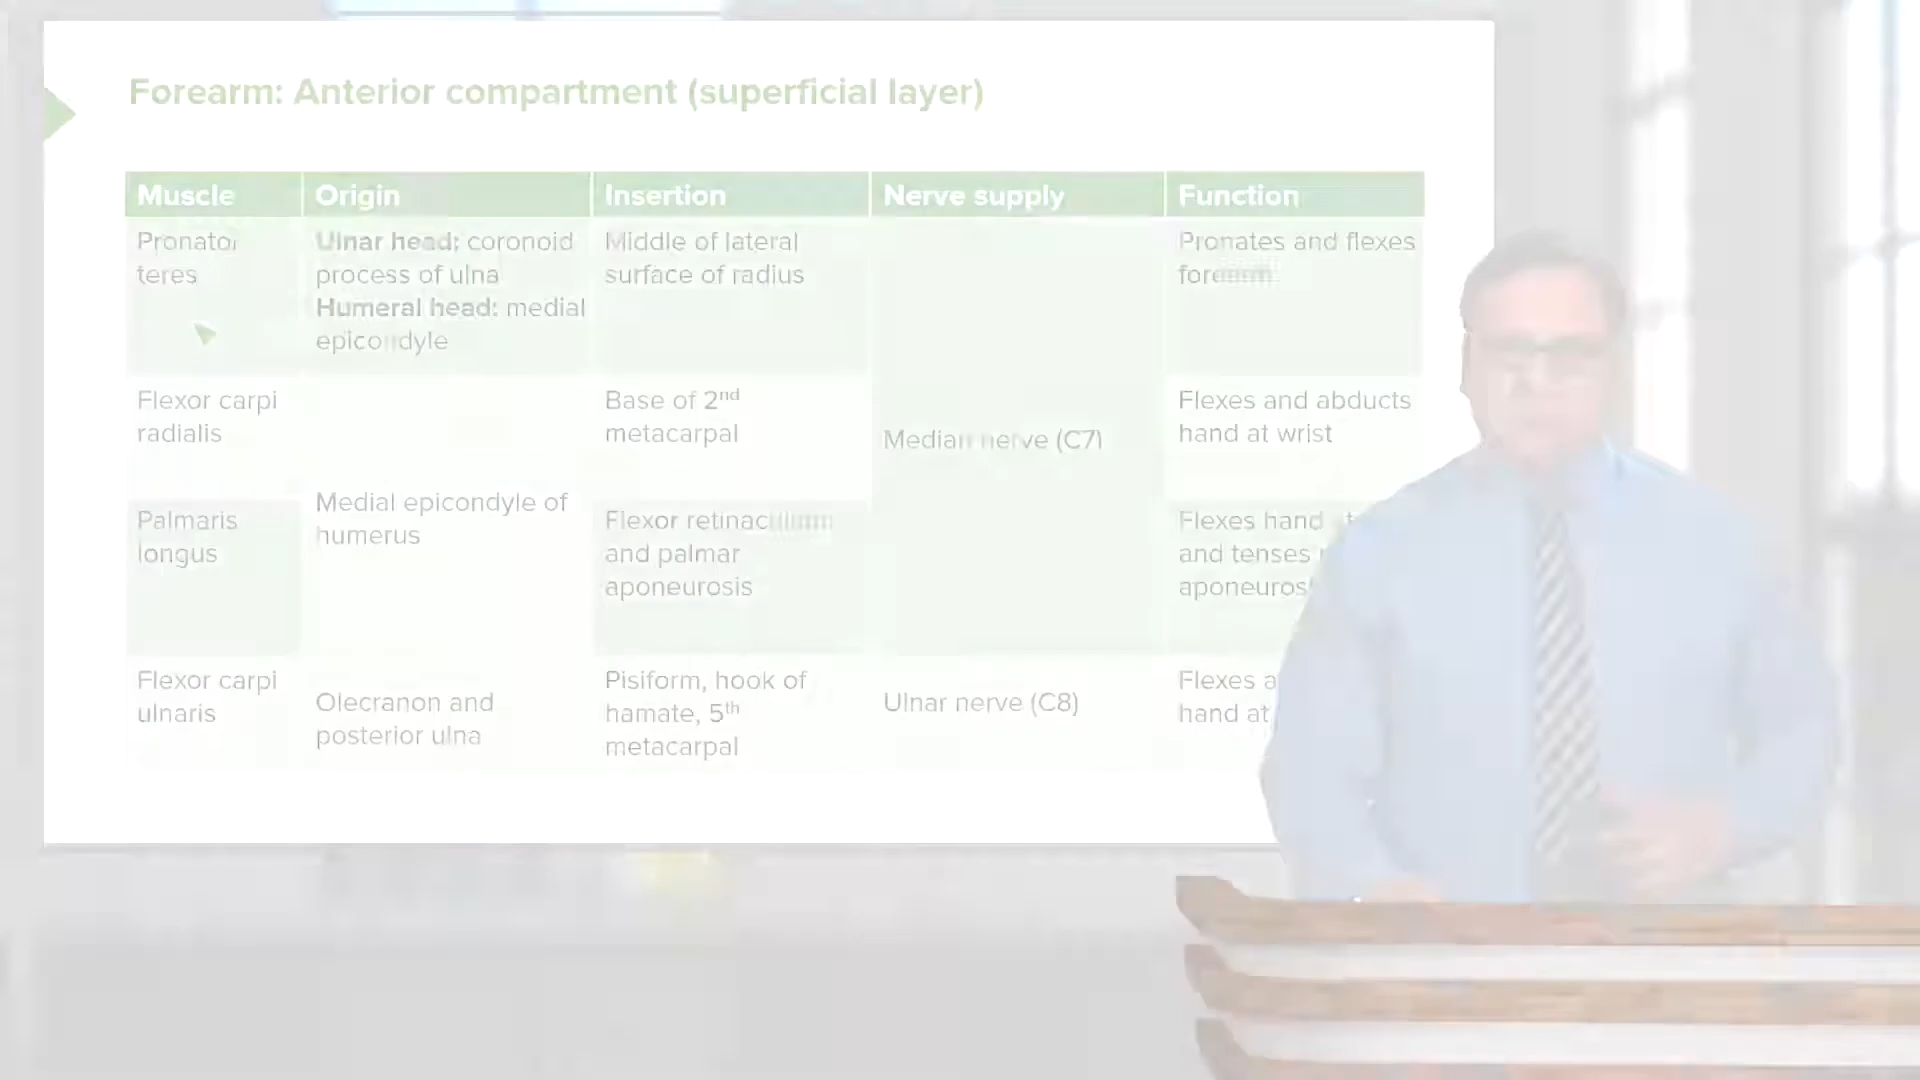 Forearm: Anterior compartment (superficial layer)
Muscle Origin Insertion Nerve supply Function
Pronator
teres
Ulnar head: coronoid
process of ulna
Humeral head: medial
epicondyle
Middle of lateral
surface of radius
Pronates and flexes
forearm
Flexor carpi
radialis
Base of 2nd
metacarpal
Median nerve (C7)
Flexes and abducts
hand at wrist
Palmaris
longus
Medial epicondyle of
humerus
Flexor retinaculum
and palmar
aponeurosis
Flexes hand
and tenses
Flexor carpi
ulnaris
Olecranon and
posterior ulna
Pisiform, hook of
hamate, 5th
metacarpal
Ulnar nerve (C8)
Flexes
hand at